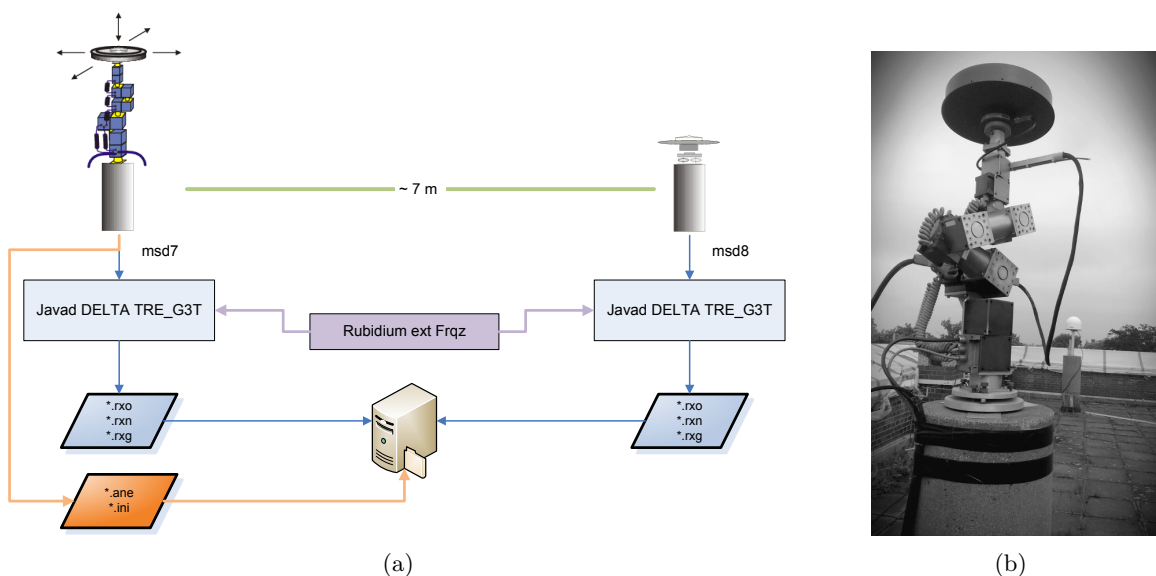 ~ 7 m
msd7
msd8
Javad DELTA TRE_G3T
Javad DELTA TRE_G3T
Rubidium ext Frqz
*.rxo
*.rxn
*.rxg
*.rxo
*.rxn
*.rxg
*.ane
*.ini
(a)
(b)